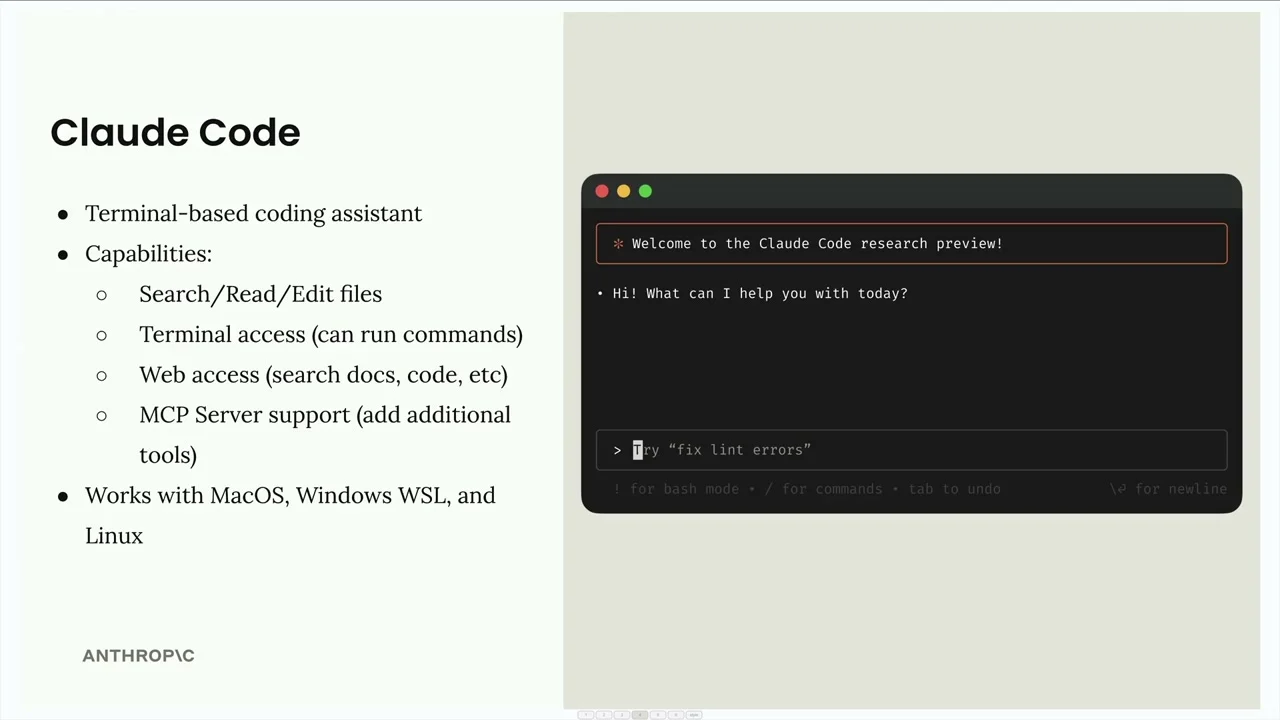 Claude Code
● Terminal-based coding assistant
● Capabilities:
○ Search/Read/Edit files
○ Terminal access (can run commands)
○ Web access (search docs, code, etc)
○ MCP Server support (add additional
tools)
● Works with MacOS, Windows WSL, and
Linux
ANTHROP\C
✻ Welcome to the Claude Code research preview!
• Hi! What can I help you with today?
> Try “fix lint errors”
! for bash mode • / for commands • tab to undo \⏎ for newline